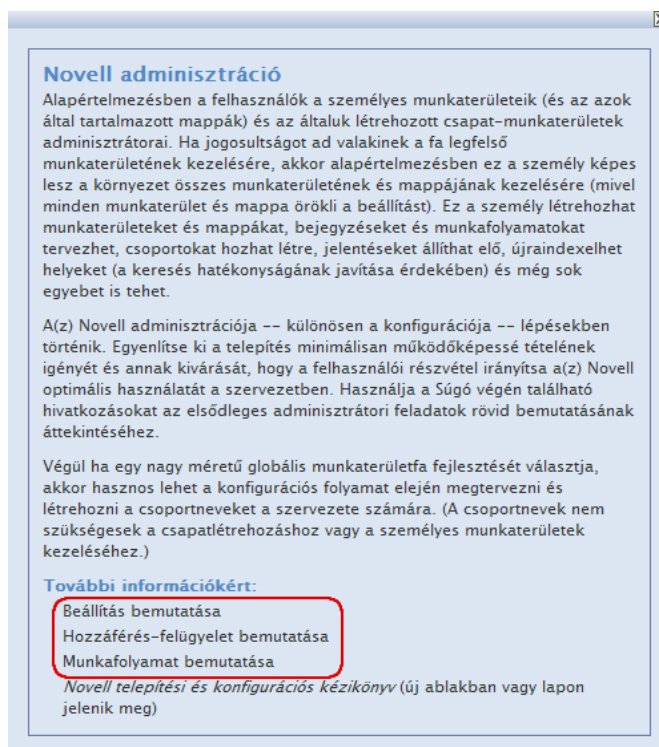 Novell adminisztráció
Alapértelmezésben a felhasználók a személyes munkaterületeik (és az azok
által tartalmazott mappák) és az általuk létrehozott csapat-munkaterületek
adminisztrátorai. Ha jogosultságot ad valakinek a fa legfelső
munkaterületének kezelésére, akkor alapértelmezésben ez a személy képes
lesz a környezet összes munkaterületének és mappájának kezelésére (mivel
minden munkaterület és mappa örökli a beállítást). Ez a személy létrehozhat
munkaterületeket és mappákat, bejegyzéseket és munkafolyamatokat
tervezhet, csoportokat hozhat létre, jelentéseket állíthat elő, újraindexelhet
helyeket (a keresés hatékonyságának javítása érdekében) és még sok
egyebet is tehet.
A(z) Novell adminisztrációja -- különösen a konfigurációja -- lépésekben
történik. Egyenlítse ki a telepítés minimálisan működőképessé tételének
igényét és annak kivárását, hogy a felhasználói részvétel irányítsa a(z) Novell
optimális használatát a szervezetben. Használja a Súgó végén található
hivatkozásokat az elsődleges adminisztrátori feladatok rövid bemutatásának
áttekintéséhez.
Végül ha egy nagy méretű globális munkaterületfa fejlesztését választja,
akkor hasznos lehet a konfigurációs folyamat elején megtervezni és
létrehozni a csoportneveket a szervezete számára. (A csoportnevek nem
szükségesek a csapatlétrehozáshoz vagy a személyes munkaterületek
kezeléséhez.)
További információkért:
Beállítás bemutatása
Hozzáférés-felügyelet bemutatása
Munkafolyamat bemutatása
Novell telepítési és konfigurációs kézikönyv (új ablakban vagy lapon
jelenik meg)